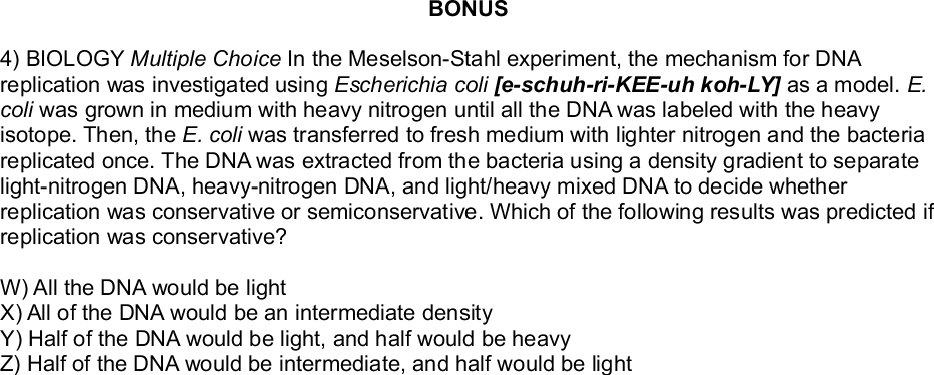 BONUS
4) BIOLOGY Multiple Choice In the Meselson-Stahl experiment, the mechanism for DNA
replication was investigated using Escherichia coli [e-schuh-ri-KEE-uh koh-LY] as a model. E.
coli was grown in medium with heavy nitrogen until all the DNA was labeled with the heavy
isotope. Then, the E. coli was transferred to fresh medium with lighter nitrogen and the bacteria
replicated once. The DNA was extracted from the bacteria using a density gradient to separate
light-nitrogen DNA, heavy-nitrogen DNA, and light/heavy mixed DNA to decide whether
replication was conservative or semiconservative. Which of the following results was predicted if
replication was conservative?
W) All the DNA would be light
X) All of the DNA would be an intermediate density
Y) Half of the DNA would be light, and half would be heavy
Z) Half of the DNA would be intermediate, and half would be light